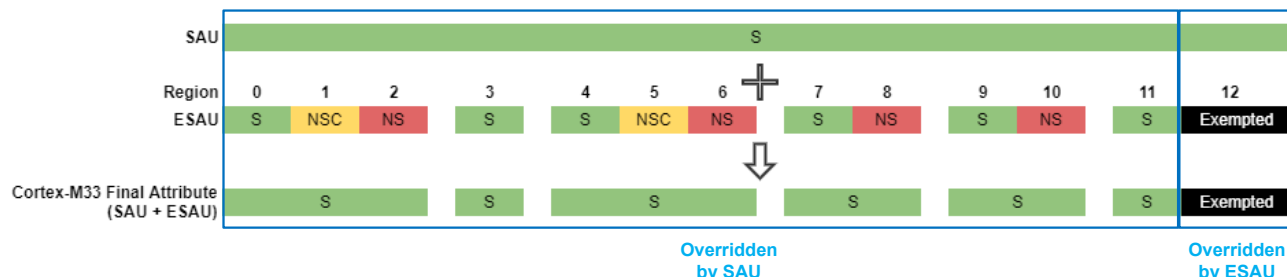 SAU S
Region 0 1 2 3 4 5 6 7 8 9 10 11 12
ESAU S NSC NS S S NSC NS S NS S NS S Exempted
Cortex-M33 Final Attribute
(SAU + ESAU) S S S S S S Exempted
Overridden
by SAU
Overridden
by ESAU